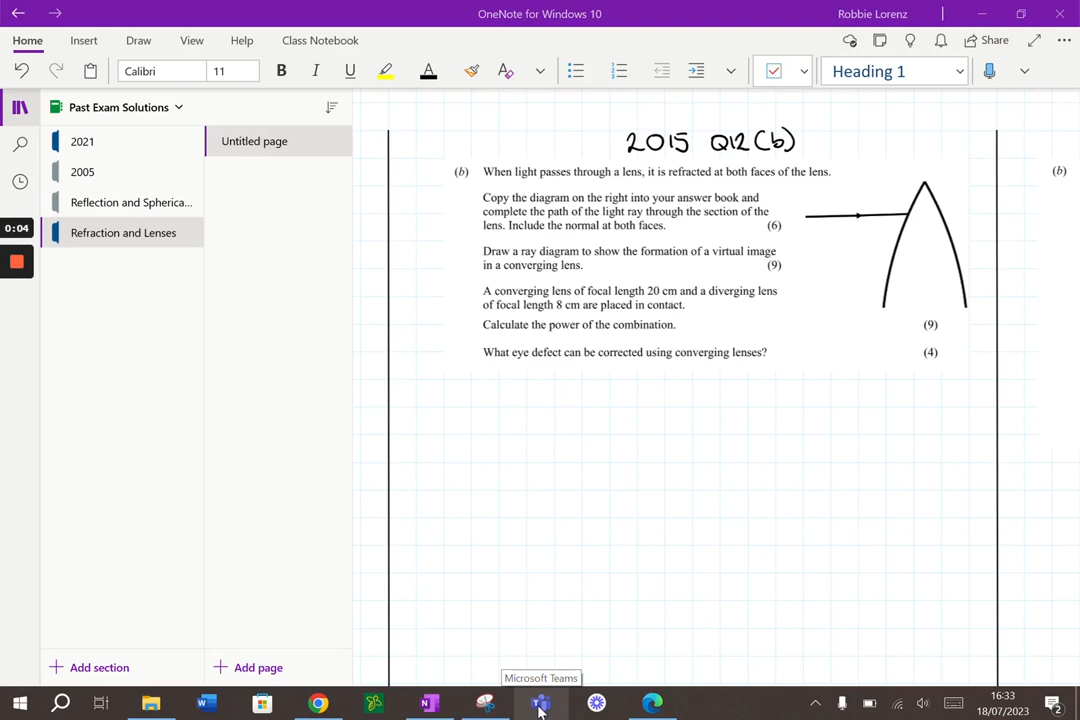 OneNote for Windows 10
Robbie Lorenz
Home
Insert
Draw
View
Help
Class Notebook
Share
Calibri
11
B
I
U
A
A
Heading 1
Past Exam Solutions
2021
2005
Reflection and Spherica...
Refraction and Lenses
Untitled page
0:04
2015 Q12(b)
(b) When light passes through a lens, it is refracted at both faces of the lens.
(b)
Copy the diagram on the right into your answer book and
complete the path of the light ray through the section of the
lens. Include the normal at both faces. (6)
Draw a ray diagram to show the formation of a virtual image
in a converging lens. (9)
A converging lens of focal length 20 cm and a diverging lens
of focal length 8 cm are placed in contact.
Calculate the power of the combination. (9)
What eye defect can be corrected using converging lenses? (4)
Add section
Add page
Microsoft Teams
16:33
18/07/2023
2